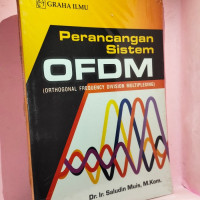 GRAHA ILMU
Perancangan
Sistem
OFDM
(ORTHOGONAL FREQUENCY DIVISION MULTIPLEXING)
Dr. Ir. Saludin Muis, M.Kom.